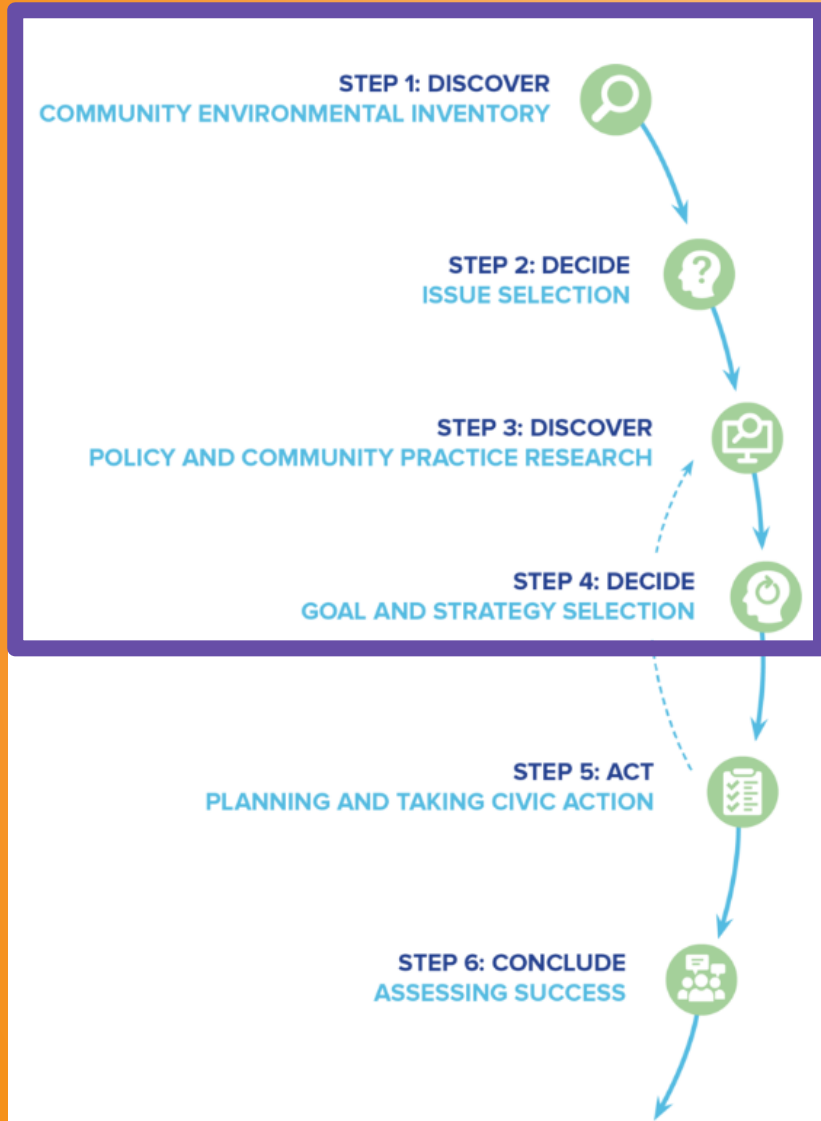 STEP 1: DISCOVER
COMMUNITY ENVIRONMENTAL INVENTORY
STEP 2: DECIDE
ISSUE SELECTION
STEP 3: DISCOVER
POLICY AND COMMUNITY PRACTICE RESEARCH
STEP 4: DECIDE
GOAL AND STRATEGY SELECTION
STEP 5: ACT
PLANNING AND TAKING CIVIC ACTION
STEP 6: CONCLUDE
ASSESSING SUCCESS